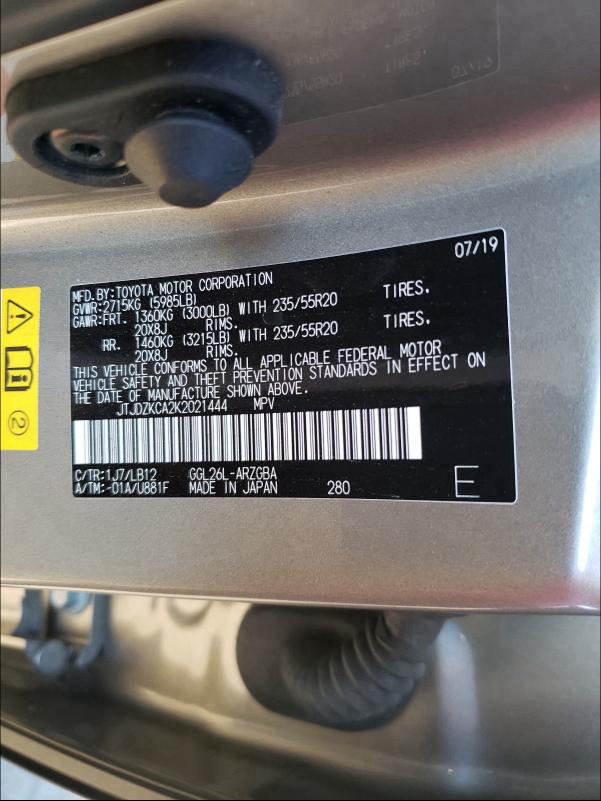 07/19
MFD.BY:TOYOTA MOTOR CORPORATION
GVWR:2715KG (5985LB)
GAWR:FRT. 1360KG (3000LB) WITH 235/55R20 TIRES.
20X8J RIMS.
RR. 1460KG (3215LB) WITH 235/55R20 TIRES.
20X8J RIMS.
THIS VEHICLE CONFORMS TO ALL APPLICABLE FEDERAL MOTOR
VEHICLE SAFETY AND THEFT PREVENTION STANDARDS IN EFFECT ON
THE DATE OF MANUFACTURE SHOWN ABOVE.
JTJDZKCA2K2021444 MPV
C/TR:1J7/LB12 GGL26L-ARZGBA
A/TM:-01A/U881F MADE IN JAPAN 280 E
2